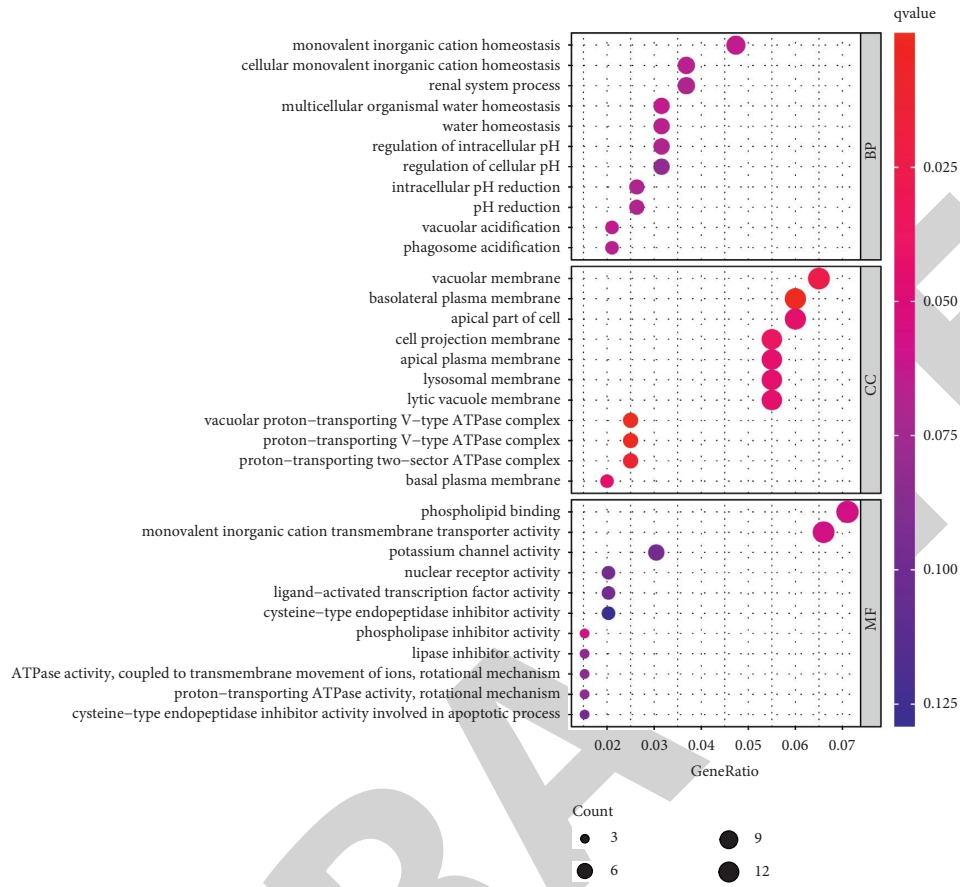 qvalue
monovalent inorganic cation homeostasis
cellular monovalent inorganic cation homeostasis
renal system process
multicellular organismal water homeostasis
water homeostasis
regulation of intracellular pH
regulation of cellular pH
intracellular pH reduction
pH reduction
vacuolar acidification
phagosome acidification
BP
vacuolar membrane
basolateral plasma membrane
apical part of cell
cell projection membrane
apical plasma membrane
lysosomal membrane
lytic vacuole membrane
vacuolar proton−transporting V−type ATPase complex
proton−transporting V−type ATPase complex
proton−transporting two−sector ATPase complex
basal plasma membrane
CC
phospholipid binding
monovalent inorganic cation transmembrane transporter activity
potassium channel activity
nuclear receptor activity
ligand−activated transcription factor activity
cysteine−type endopeptidase inhibitor activity
phospholipase inhibitor activity
lipase inhibitor activity
ATPase activity, coupled to transmembrane movement of ions, rotational mechanism
proton−transporting ATPase activity, rotational mechanism
cysteine−type endopeptidase inhibitor activity involved in apoptotic process
MF
0.025
0.050
0.075
0.100
0.125
0.02 0.03 0.04 0.05 0.06 0.07
GeneRatio
Count
3 9
6 12